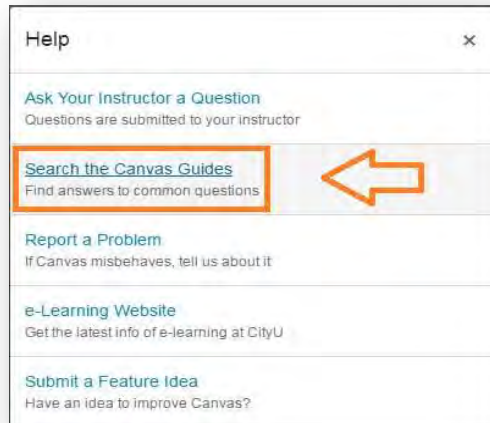 Help ×
Ask Your Instructor a Question
Questions are submitted to your instructor
Search the Canvas Guides
Find answers to common questions
Report a Problem
If Canvas misbehaves, tell us about it
e-Learning Website
Get the latest info of e-learning at CityU
Submit a Feature Idea
Have an idea to improve Canvas?